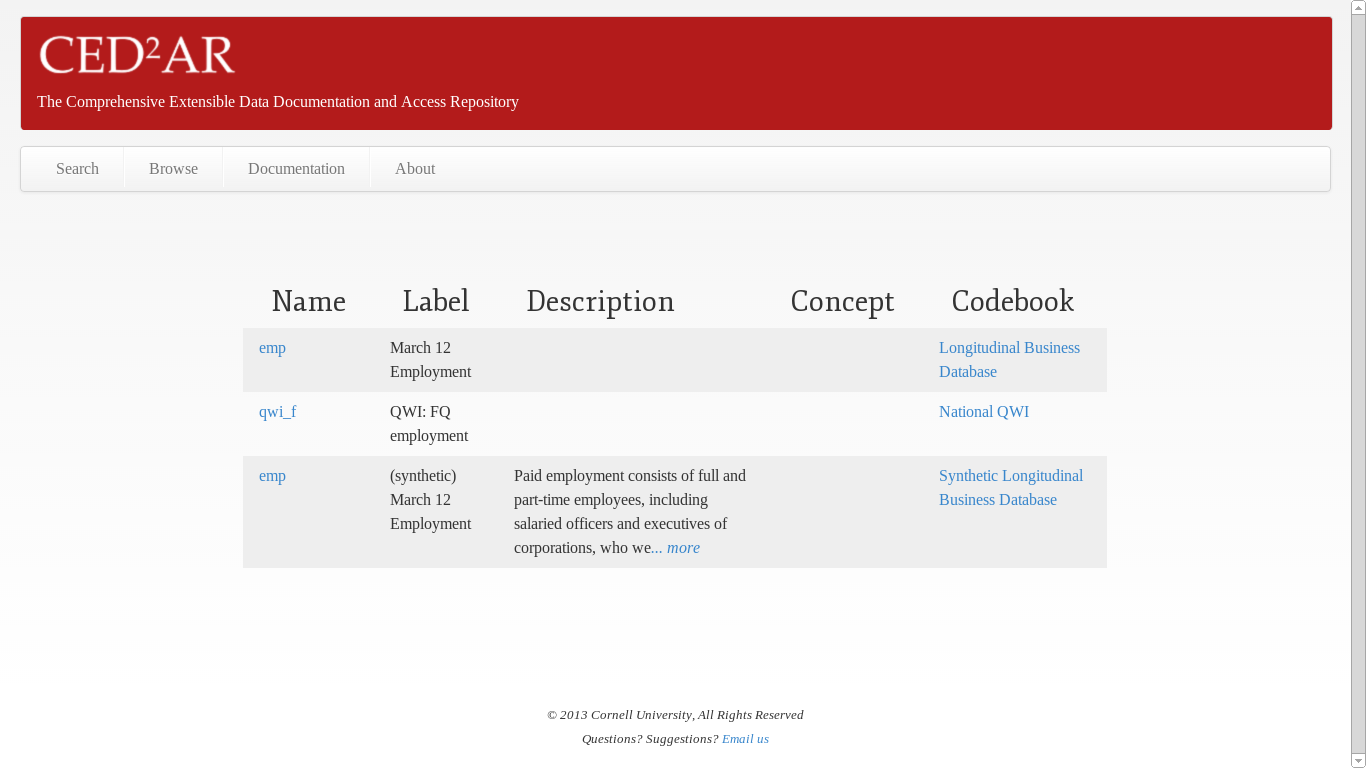 CED²AR
The Comprehensive Extensible Data Documentation and Access Repository
Search Browse Documentation About
Name Label Description Concept Codebook
emp March 12 Longitudinal Business
Employment Database
qwi_f QWI: FQ National QWI
employment
emp (synthetic) Paid employment consists of full and Synthetic Longitudinal
March 12 part-time employees, including Business Database
Employment salaried officers and executives of
corporations, who we... more
© 2013 Cornell University, All Rights Reserved
Questions? Suggestions? Email us